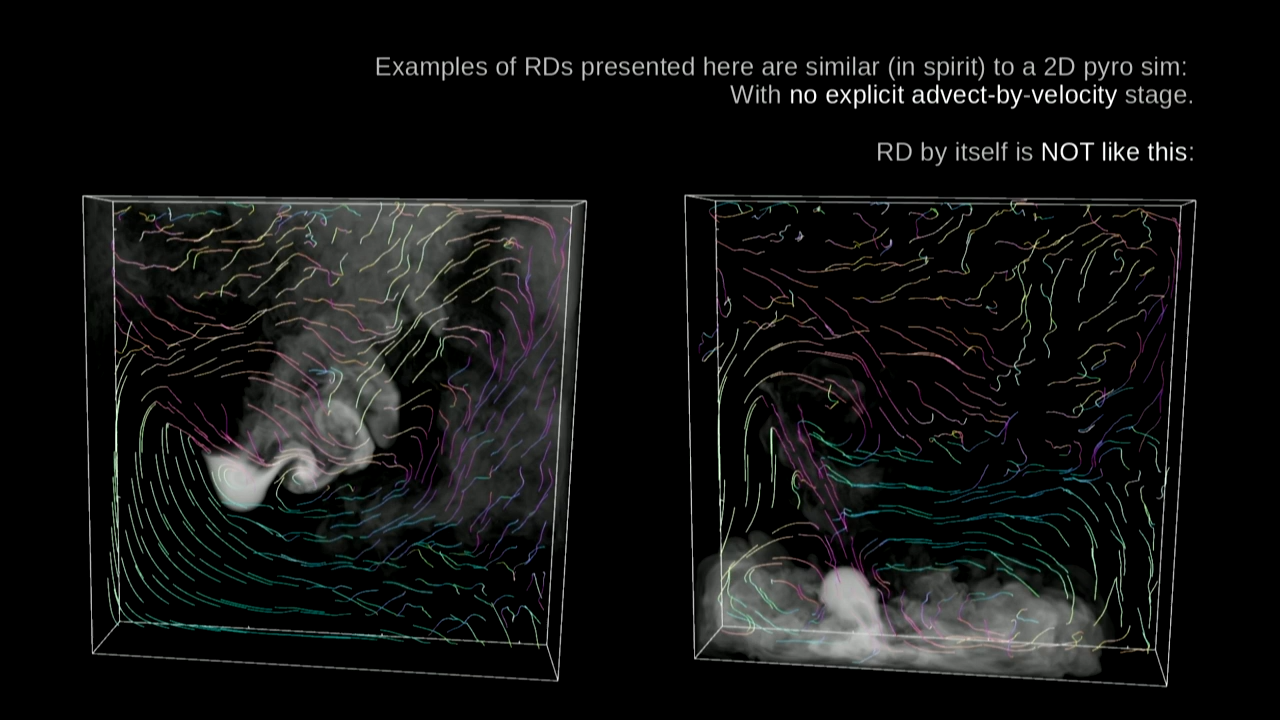 Examples of RDs presented here are similar (in spirit) to a 2D pyro sim:
With no explicit advect-by-velocity stage.
RD by itself is NOT like this: